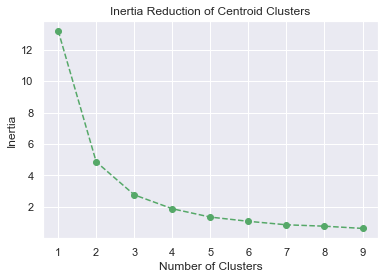 Inertia Reduction of Centroid Clusters
12
10
8
6
4
2
Inertia
1 2 3 4 5 6 7 8 9
Number of Clusters